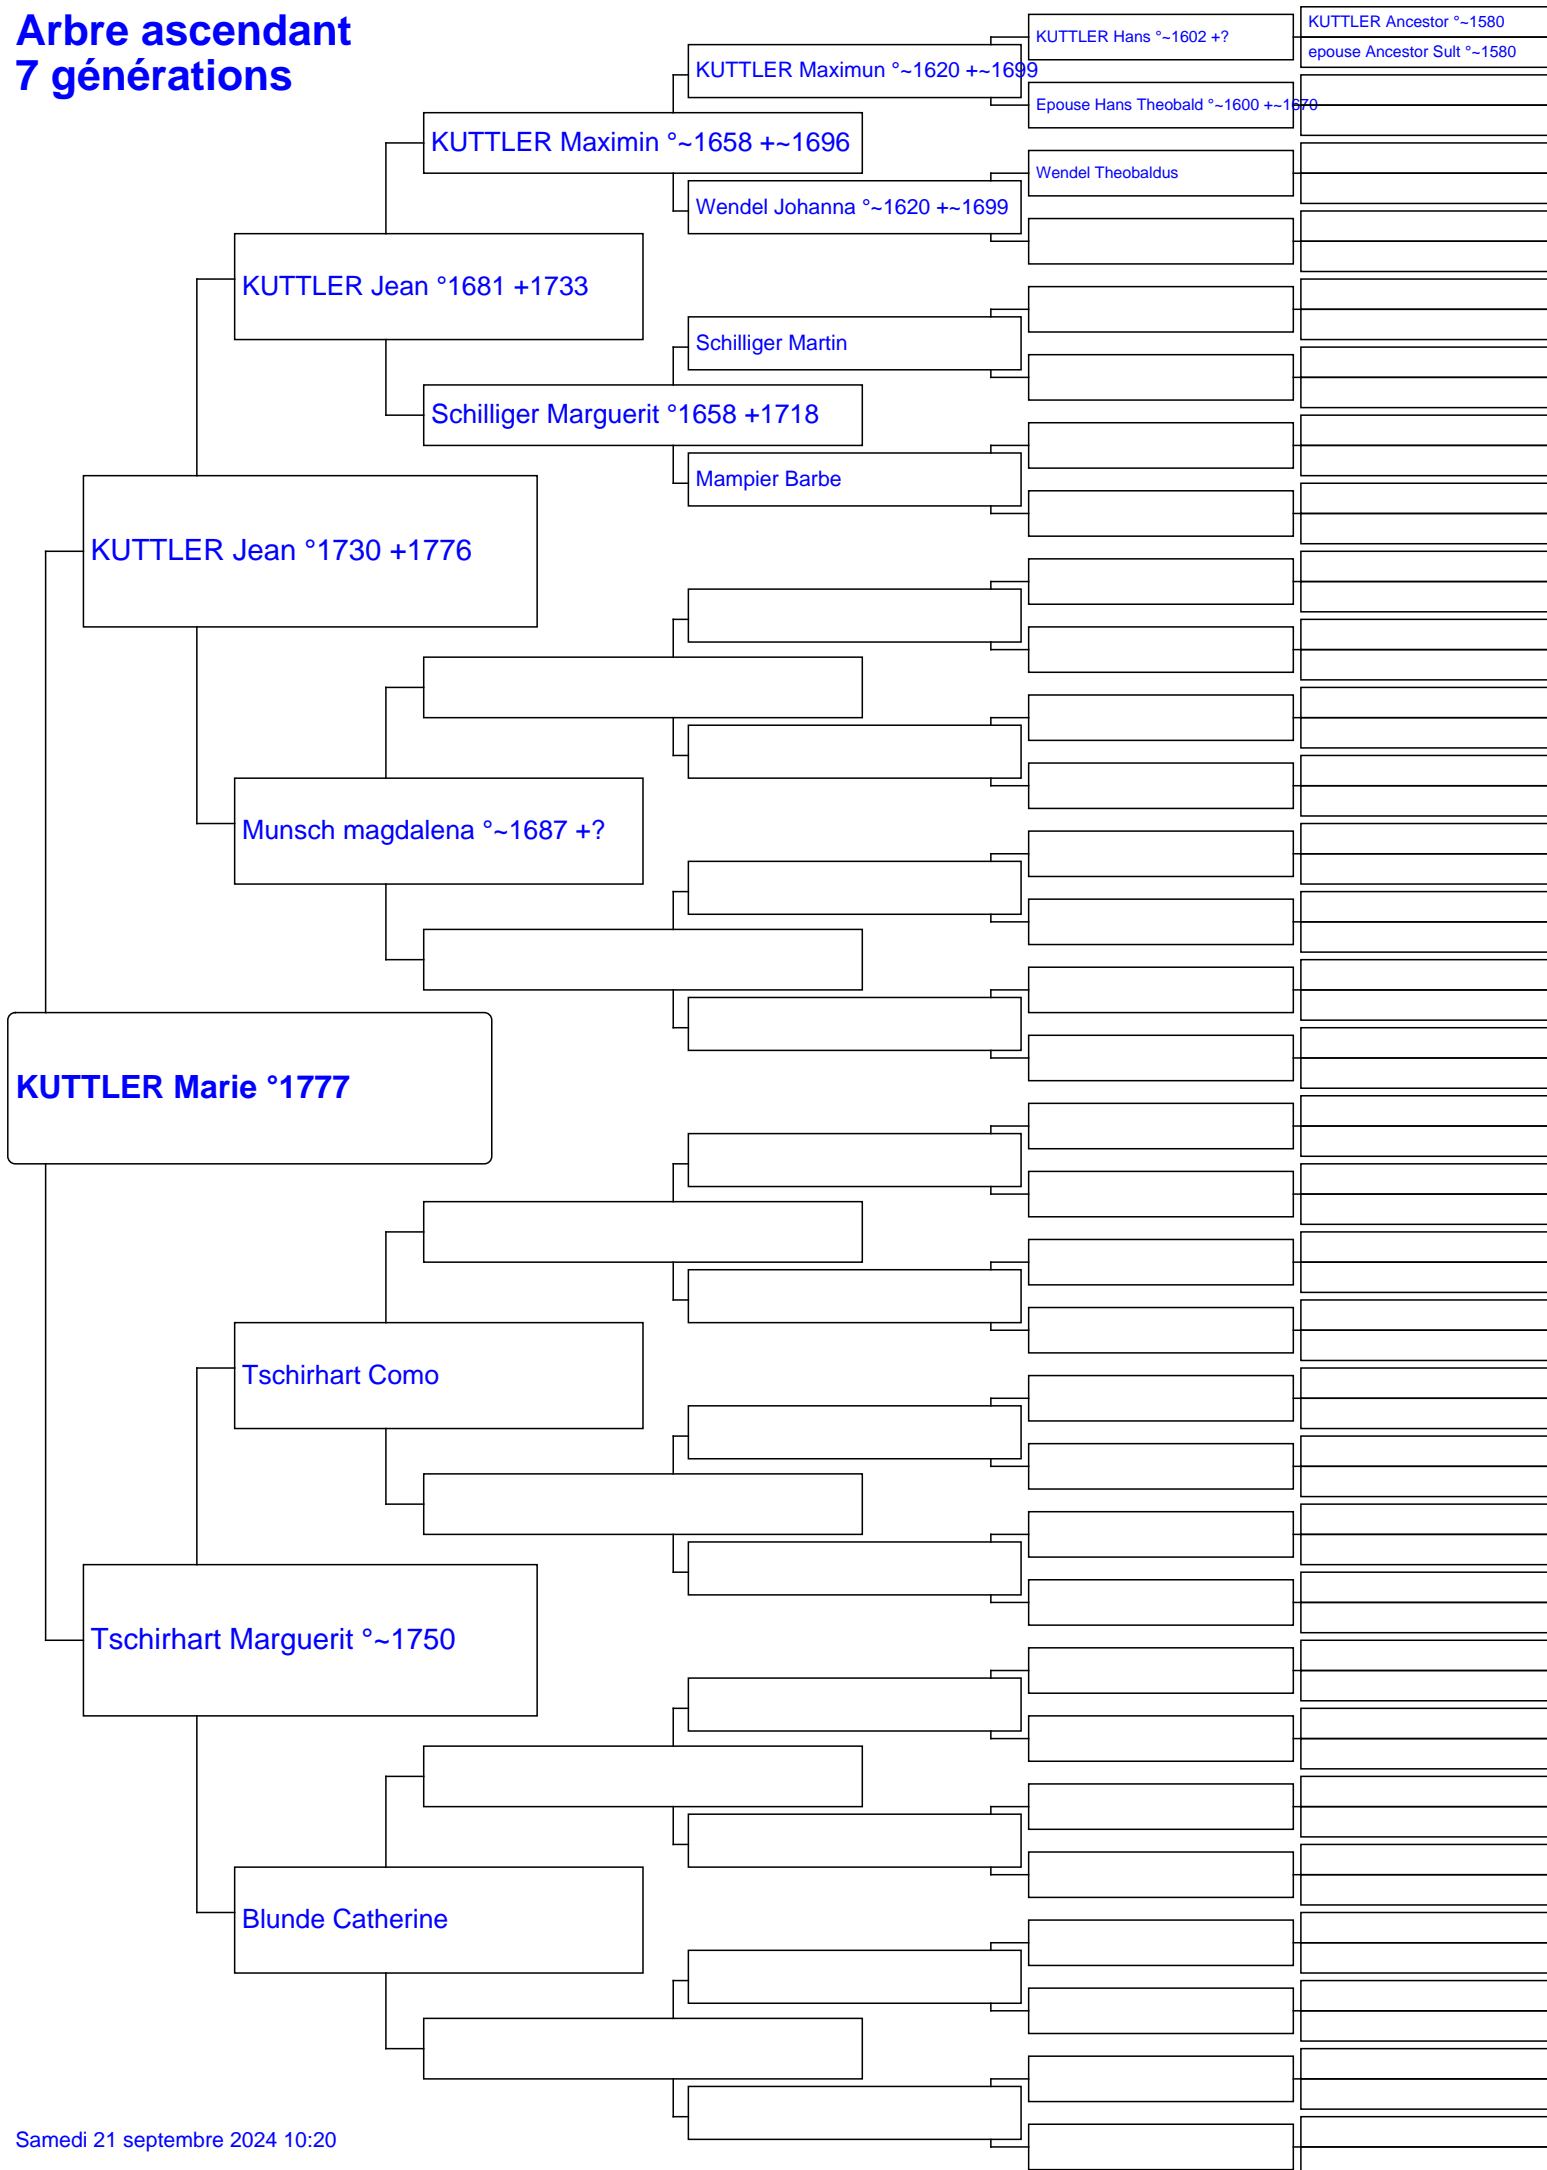 Arbre ascendant
7 générations
KUTTLER Ancestor °~1580
KUTTLER Hans °~1602 +?
epouse Ancestor Sult °~1580
KUTTLER Maximun °~1620 +~1699
Epouse Hans Theobald °~1600 +~1670
KUTTLER Maximin °~1658 +~1696
Wendel Theobaldus
Wendel Johanna °~1620 +~1699
KUTTLER Jean °1681 +1733
Schilliger Martin
Schilliger Marguerit °1658 +1718
Mampier Barbe
KUTTLER Jean °1730 +1776
Munsch magdalena °~1687 +?
KUTTLER Marie °1777
Tschirhart Como
Tschirhart Marguerit °~1750
Blunde Catherine
Samedi 21 septembre 2024 10:20